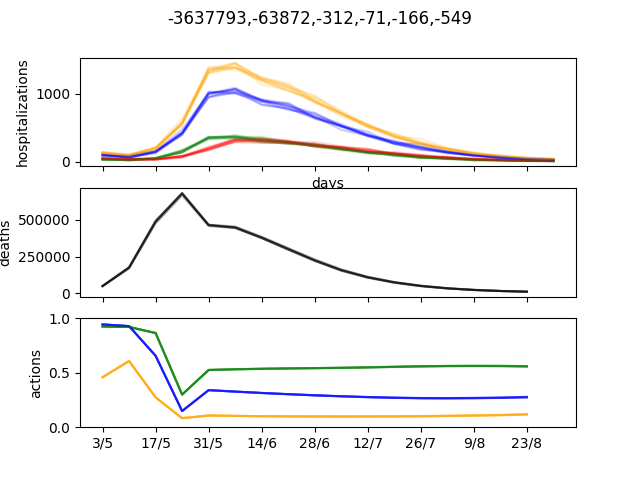 -3637793,-63872,-312,-71,-166,-549
hospitalizations
1000
0
days
deaths
500000
250000
0
actions
1.0
0.5
0.0
3/5 17/5 31/5 14/6 28/6 12/7 26/7 9/8 23/8